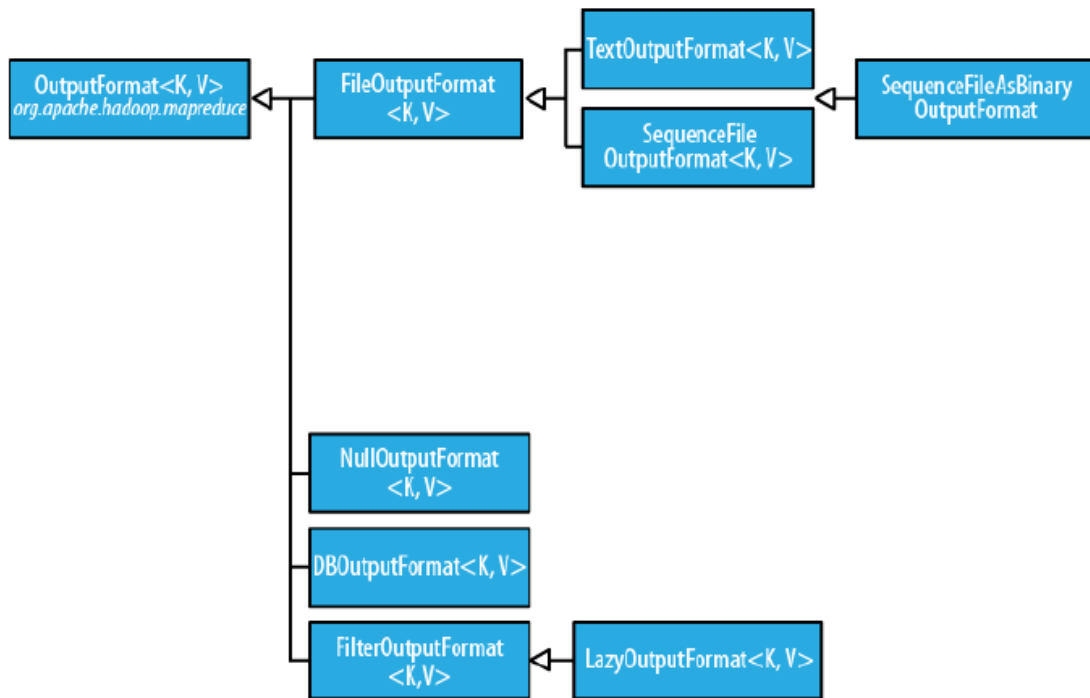 OutputFormat<K, V>
org.apache.hadoop.mapreduce
FileOutputFormat
<K, V>
TextOutputFormat<K, V>
SequenceFile
OutputFormat<K, V>
SequenceFileAsBinary
OutputFormat
NullOutputFormat
<K, V>
DBOutputFormat<K, V>
FilterOutputFormat
<K,V>
LazyOutputFormat<K, V>